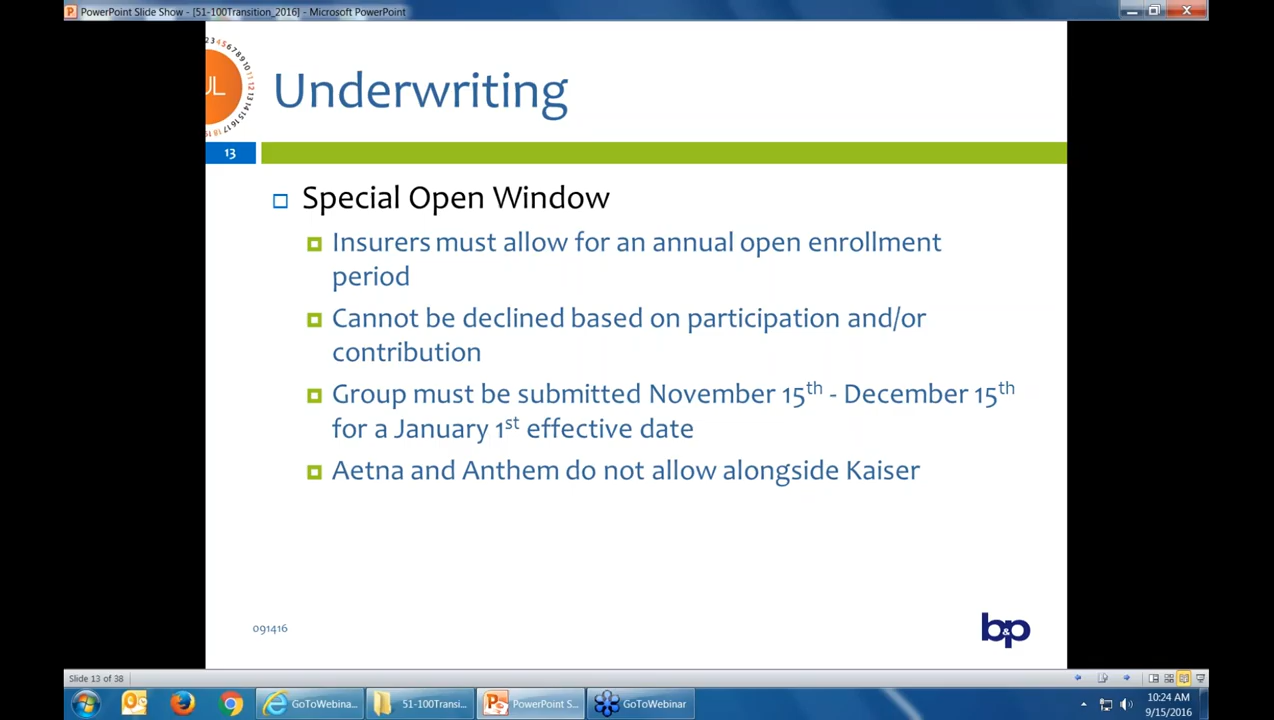 PowerPoint Slide Show - [51-100Transition_2016] - Microsoft PowerPoint
Underwriting
13
Special Open Window
Insurers must allow for an annual open enrollment
period
Cannot be declined based on participation and/or
contribution
Group must be submitted November 15th - December 15th
for a January 1st effective date
Aetna and Anthem do not allow alongside Kaiser
091416
b&p
Slide 13 of 38
GoToWebina...
51-100Transi...
PowerPoint S...
GoToWebinar
10:24 AM
9/15/2016